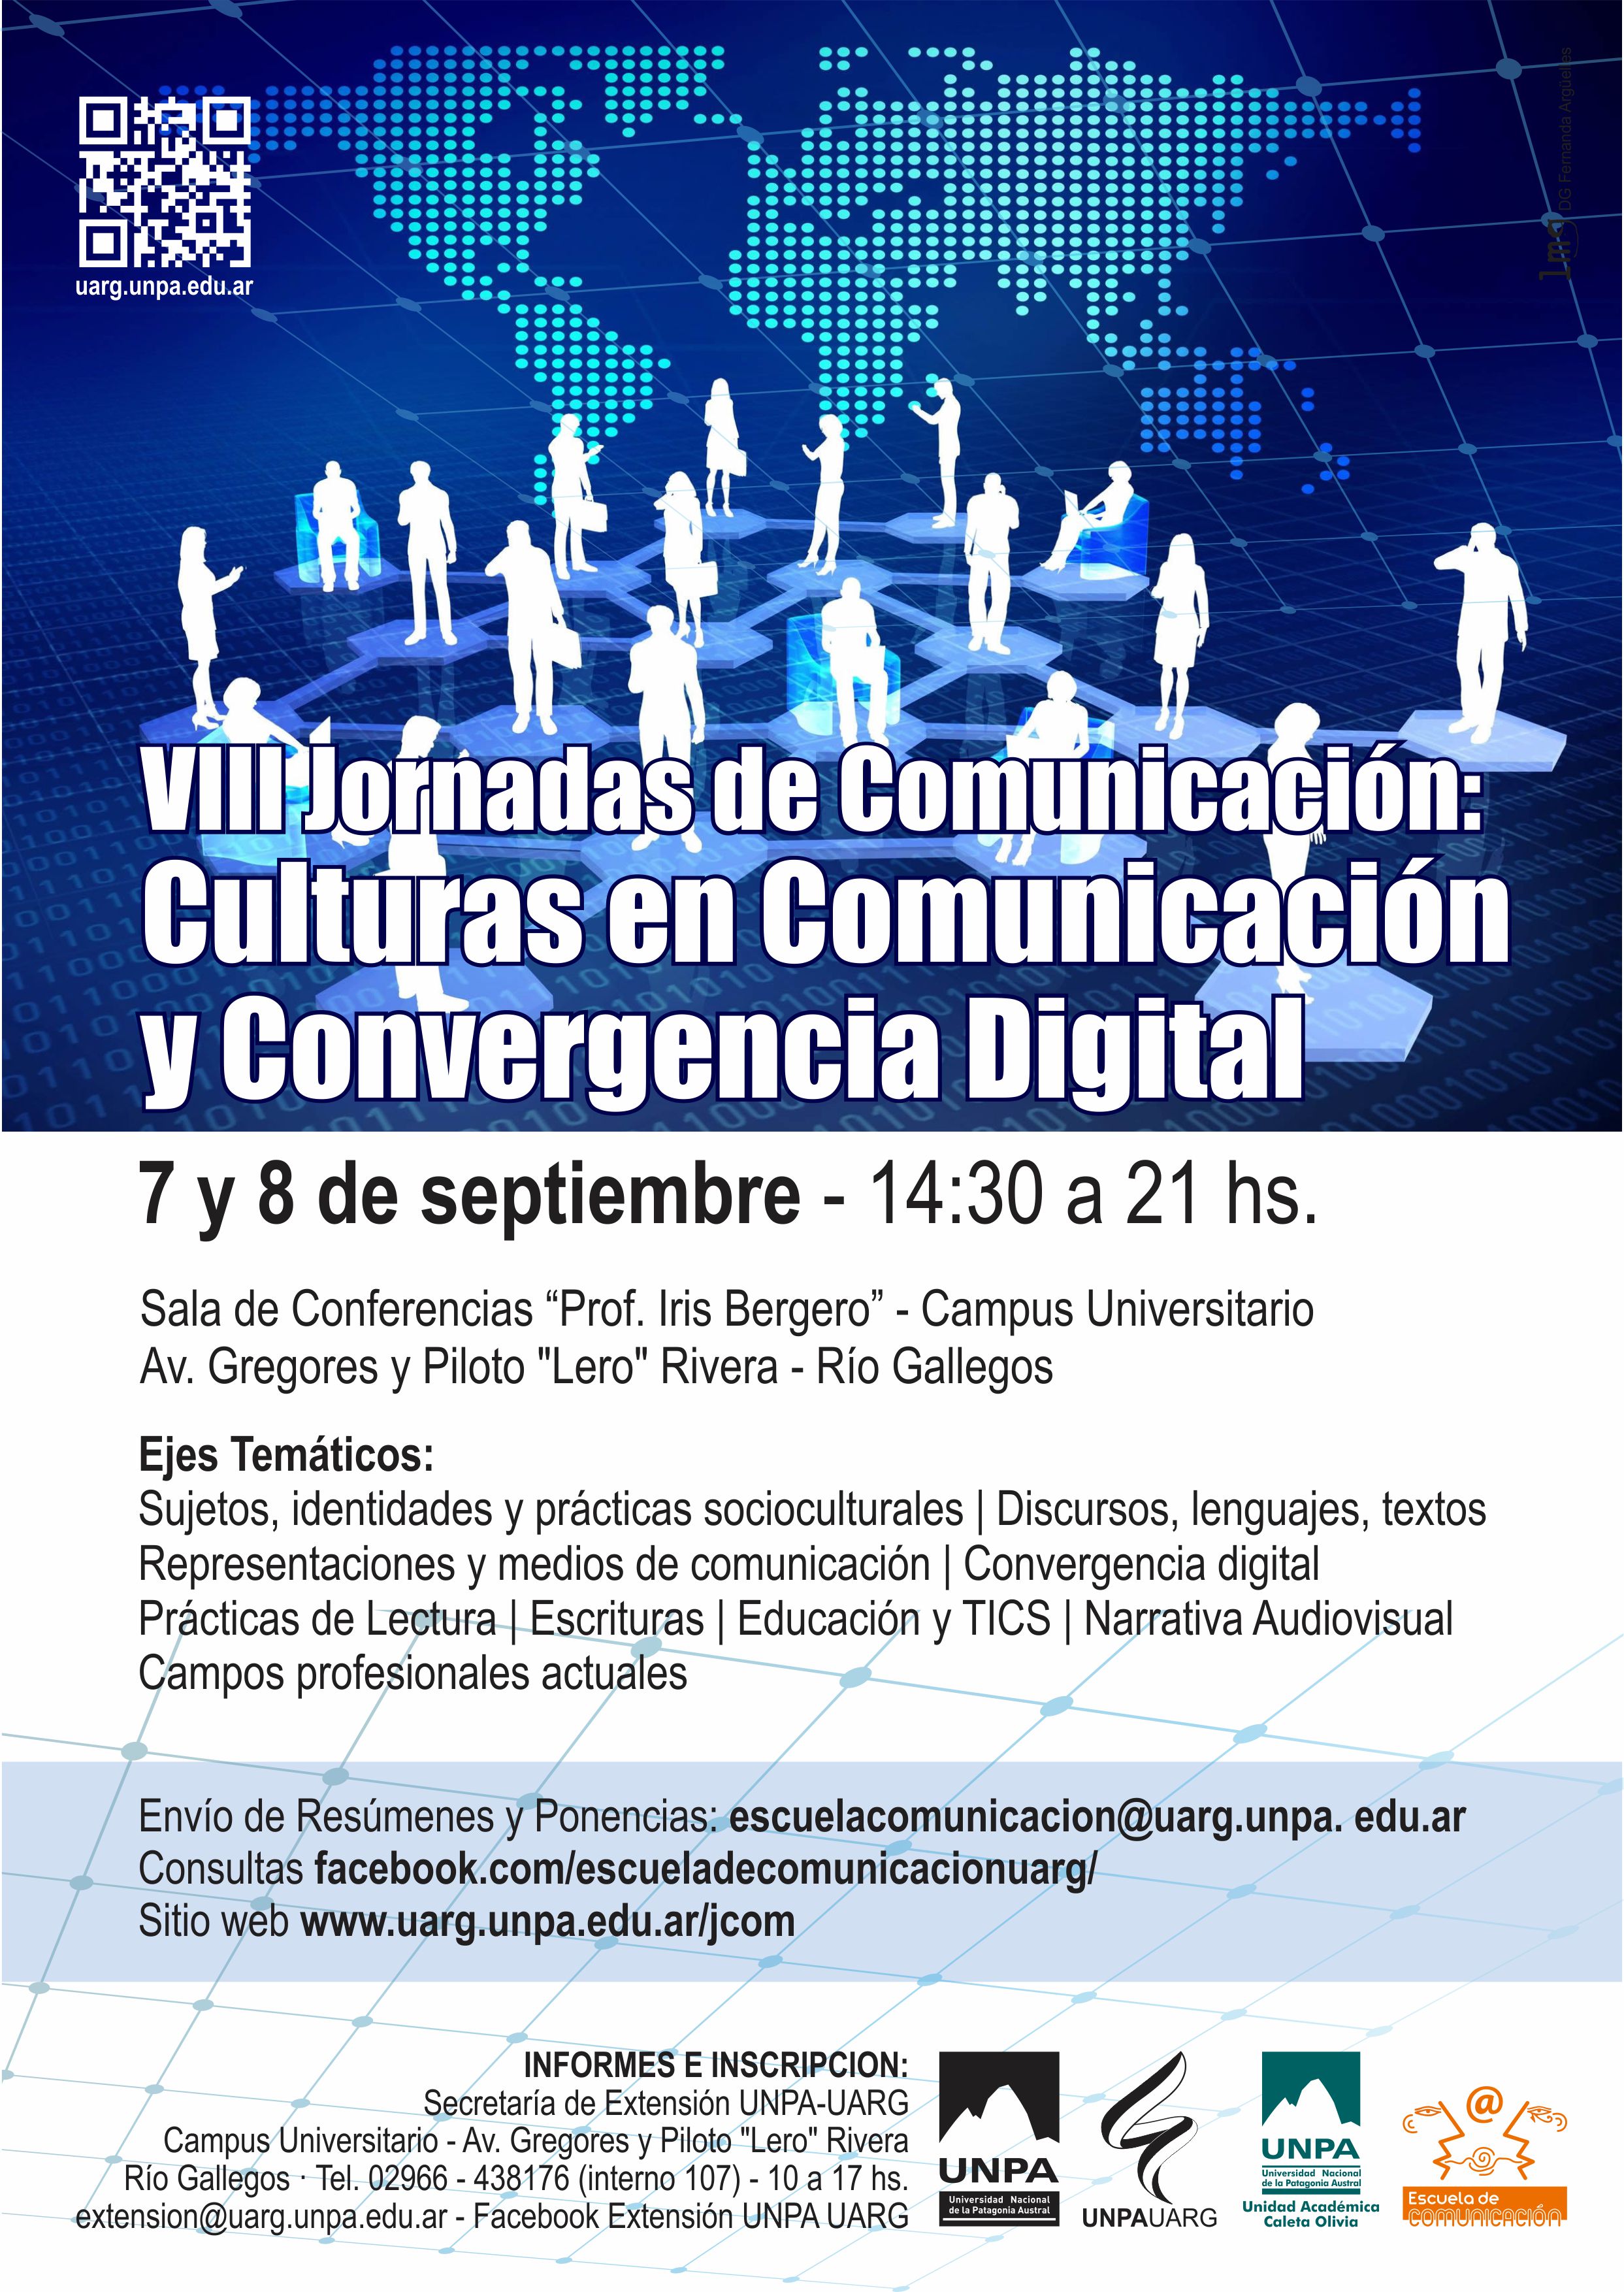 uarg.unpa.edu.ar
DG Fernanda Argüelles
VIII Jornadas de Comunicación:
Culturas en Comunicación
y Convergencia Digital
7 y 8 de septiembre - 14:30 a 21 hs.
Sala de Conferencias “Prof. Iris Bergero” - Campus Universitario
Av. Gregores y Piloto "Lero" Rivera - Río Gallegos
Ejes Temáticos:
Sujetos, identidades y prácticas socioculturales | Discursos, lenguajes, textos
Representaciones y medios de comunicación | Convergencia digital
Prácticas de Lectura | Escrituras | Educación y TICS | Narrativa Audiovisual
Campos profesionales actuales
Envío de Resúmenes y Ponencias: escuelacomunicacion@uarg.unpa. edu.ar
Consultas facebook.com/escueladecomunicacionuarg/
Sitio web www.uarg.unpa.edu.ar/jcom
INFORMES E INSCRIPCION:
Secretaría de Extensión UNPA-UARG
Campus Universitario - Av. Gregores y Piloto "Lero" Rivera
Río Gallegos · Tel. 02966 - 438176 (interno 107) - 10 a 17 hs.
extension@uarg.unpa.edu.ar - Facebook Extensión UNPA UARG
UNPA
Universidad Nacional
de la Patagonia Austral
UNPAUARG
UNPA
Universidad Nacional
de la Patagonia Austral
Unidad Académica
Caleta Olivia
@
Escuela de
COMUNICACIÓN